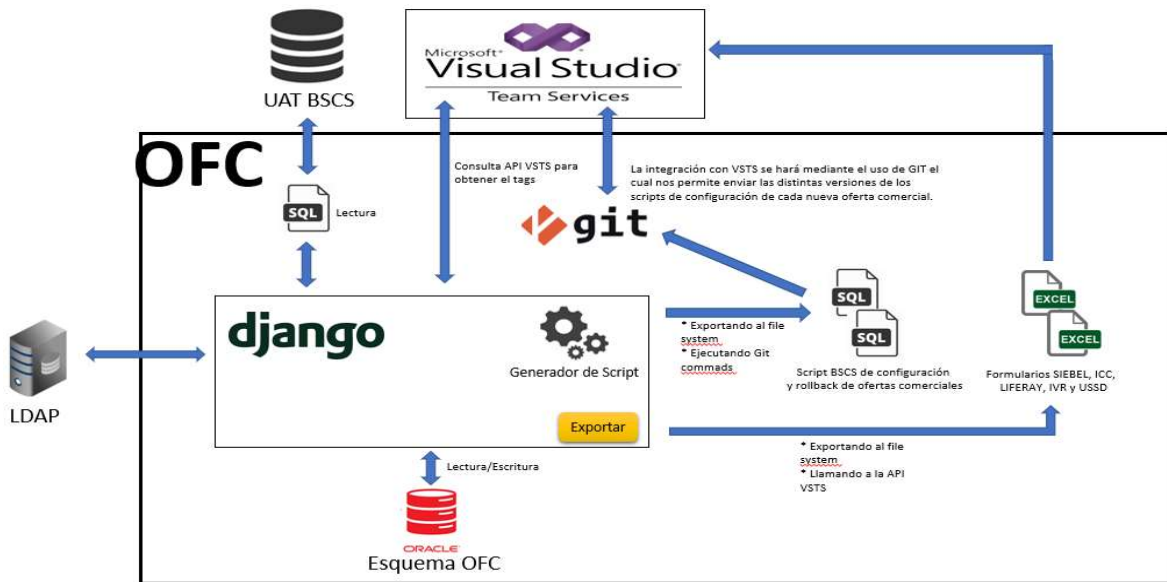 UAT BSCS
Microsoft
Visual Studio
Team Services
OFC
SQL
Lectura
Consulta API VSTS para
obtener el tags
La integración con VSTS se hará mediante el uso de GIT el
cual nos permite enviar las distintas versiones de los
scripts de configuración de cada nueva oferta comercial.
git
LDAP
django
Generador de Script
Exportar
* Exportando al file
system
* Ejecutando Git
commads
SQL
SQL
Script BSCS de configuración
y rollback de ofertas comerciales
EXCEL
EXCEL
Formularios SIEBEL, ICC,
LIFERAY, IVR y USSD
* Exportando al file
system
* Llamando a la API
VSTS
Lectura/Escritura
ORACLE
Esquema OFC